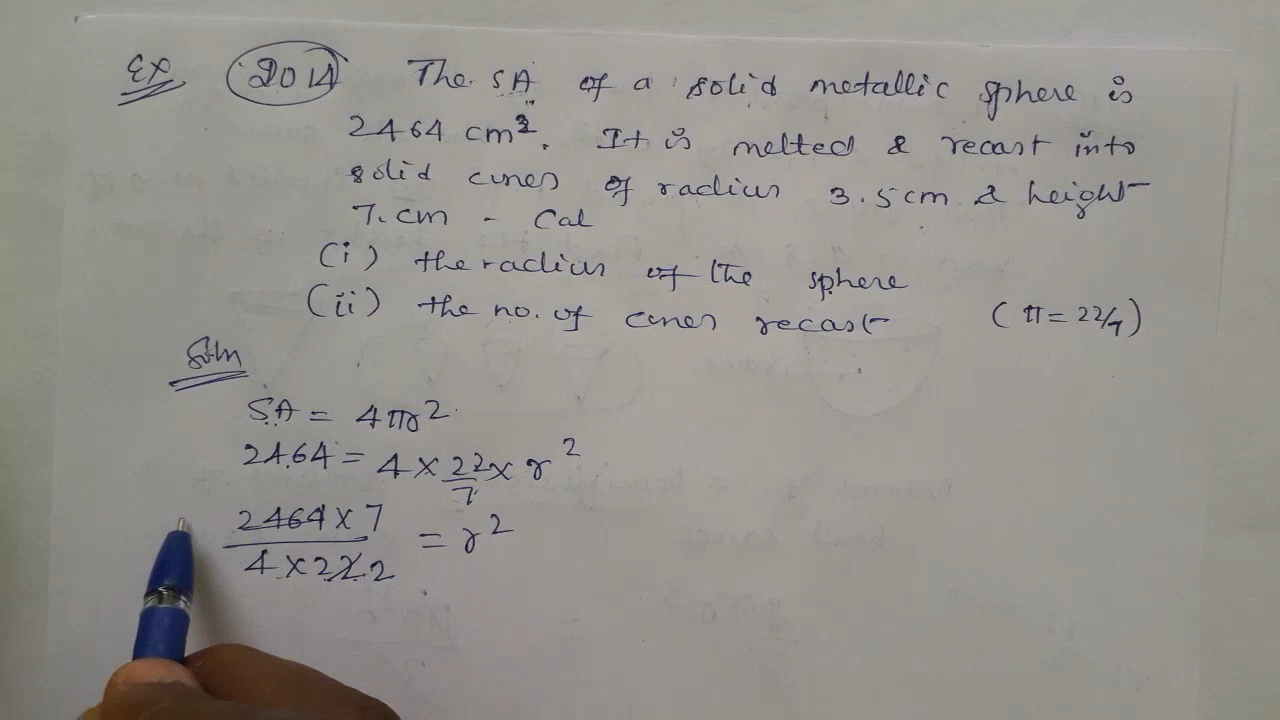 Ex 2014 The SA of a solid metallic sphere is
2464 cm². It is melted & recast into
solid cones of radius 3.5cm & height
7.cm - Cal
(i) the radius of the sphere
(ii) the no. of cones recast (π = 22/7)
Soln
S.A = 4πr²
2464 = 4 × 22/7 × r²
2464 × 7 / 4 × 22 2 = r²